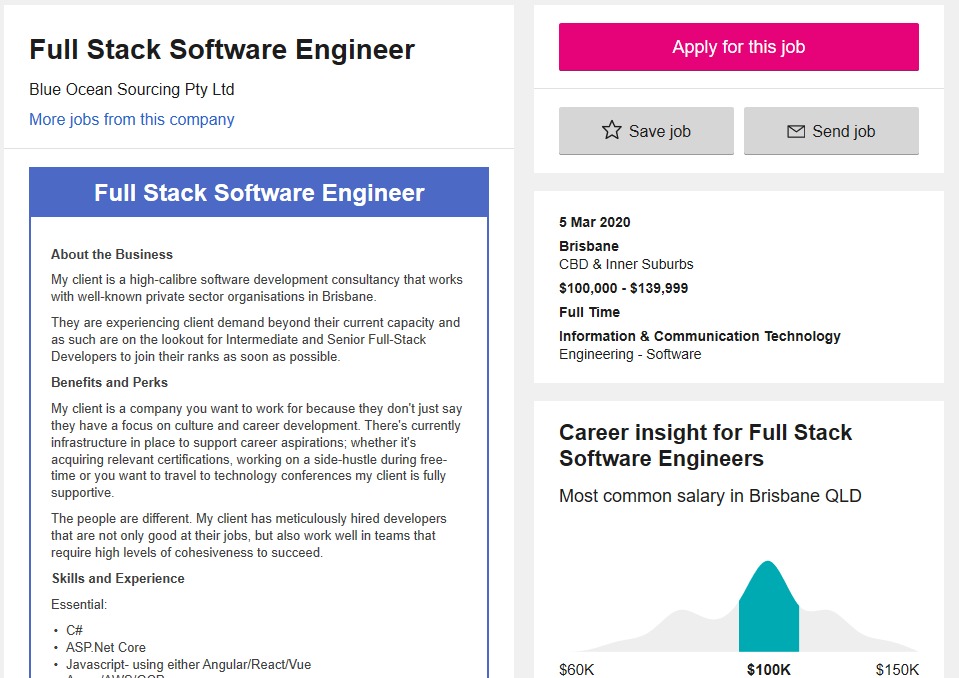 Full Stack Software Engineer
Blue Ocean Sourcing Pty Ltd
More jobs from this company
Full Stack Software Engineer
About the Business
My client is a high-calibre software development consultancy that works
with well-known private sector organisations in Brisbane.
They are experiencing client demand beyond their current capacity and
as such are on the lookout for Intermediate and Senior Full-Stack
Developers to join their ranks as soon as possible.
Benefits and Perks
My client is a company you want to work for because they don't just say
they have a focus on culture and career development. There's currently
infrastructure in place to support career aspirations; whether it's
acquiring relevant certifications, working on a side-hustle during free-
time or you want to travel to technology conferences my client is fully
supportive.
The people are different. My client has meticulously hired developers
that are not only good at their jobs, but also work well in teams that
require high levels of cohesiveness to succeed.
Skills and Experience
Essential:
• C#
• ASP.Net Core
• Javascript- using either Angular/React/Vue
Apply for this job
Save job
Send job
5 Mar 2020
Brisbane
CBD & Inner Suburbs
$100,000 - $139,999
Full Time
Information & Communication Technology
Engineering - Software
Career insight for Full Stack
Software Engineers
Most common salary in Brisbane QLD
$60K $100K $150K